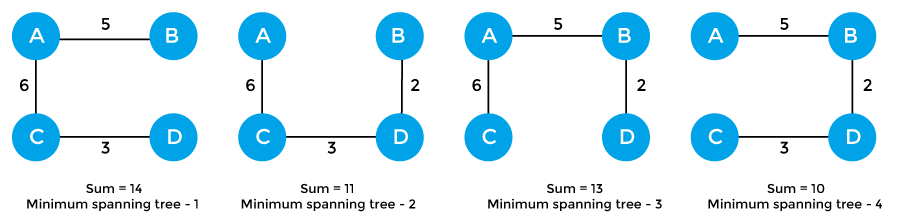 A 5 B
6
C 3 D
Sum = 14
Minimum spanning tree - 1
A B
6 2
C 3 D
Sum = 11
Minimum spanning tree - 2
A 5 B
6 2
C D
Sum = 13
Minimum spanning tree - 3
A 5 B
2
C 3 D
Sum = 10
Minimum spanning tree - 4